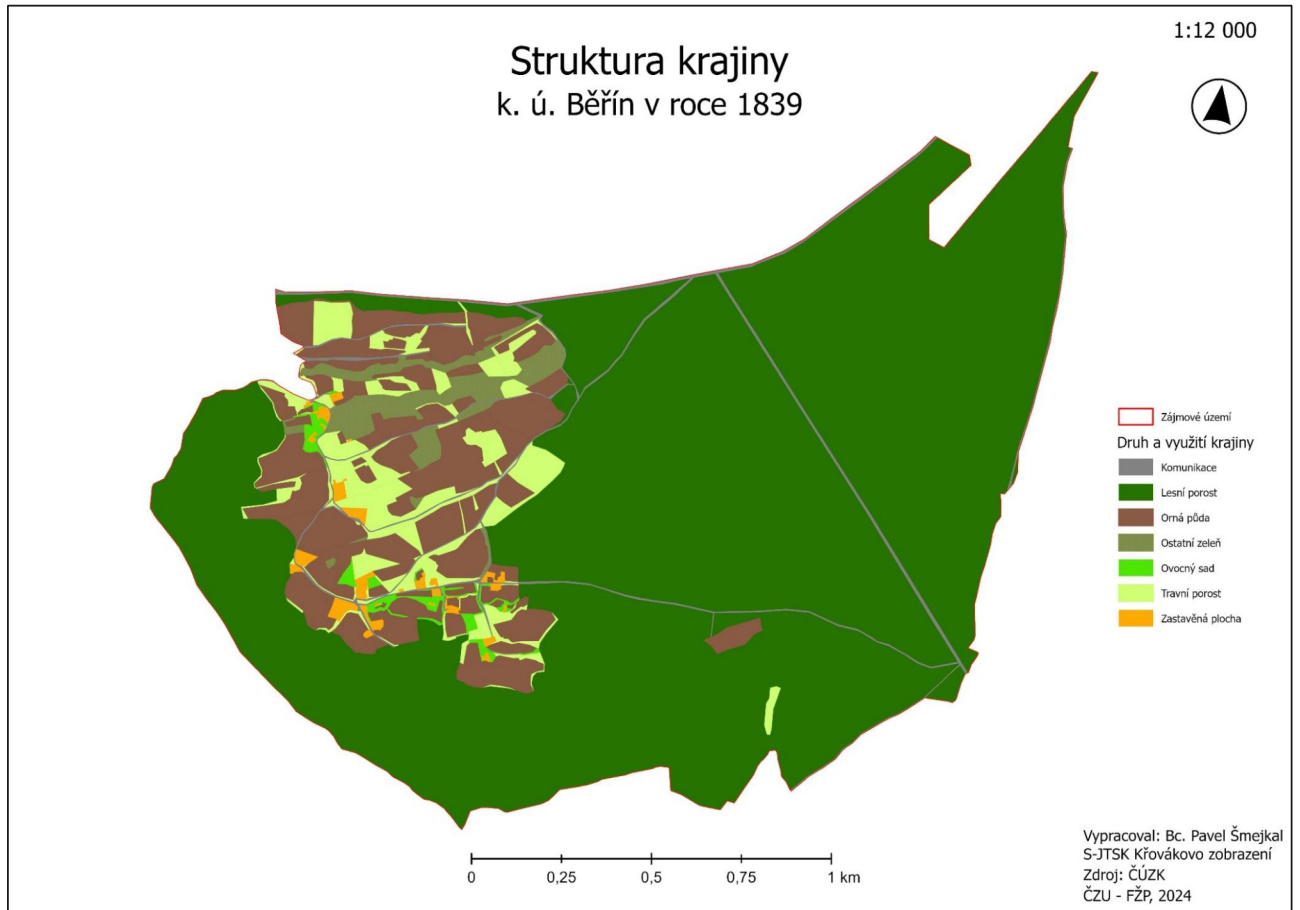 1:12 000
Struktura krajiny
k. ú. Běřín v roce 1839
Zájmové území
Druh a využití krajiny
Komunikace
Lesní porost
Orná půda
Ostatní zeleň
Ovocný sad
Travní porost
Zastavěná plocha
0 0,25 0,5 0,75 1 km
Vypracoval: Bc. Pavel Šmejkal
S-JTSK Křovákovo zobrazení
Zdroj: ČÚZK
ČZU - FŽP, 2024